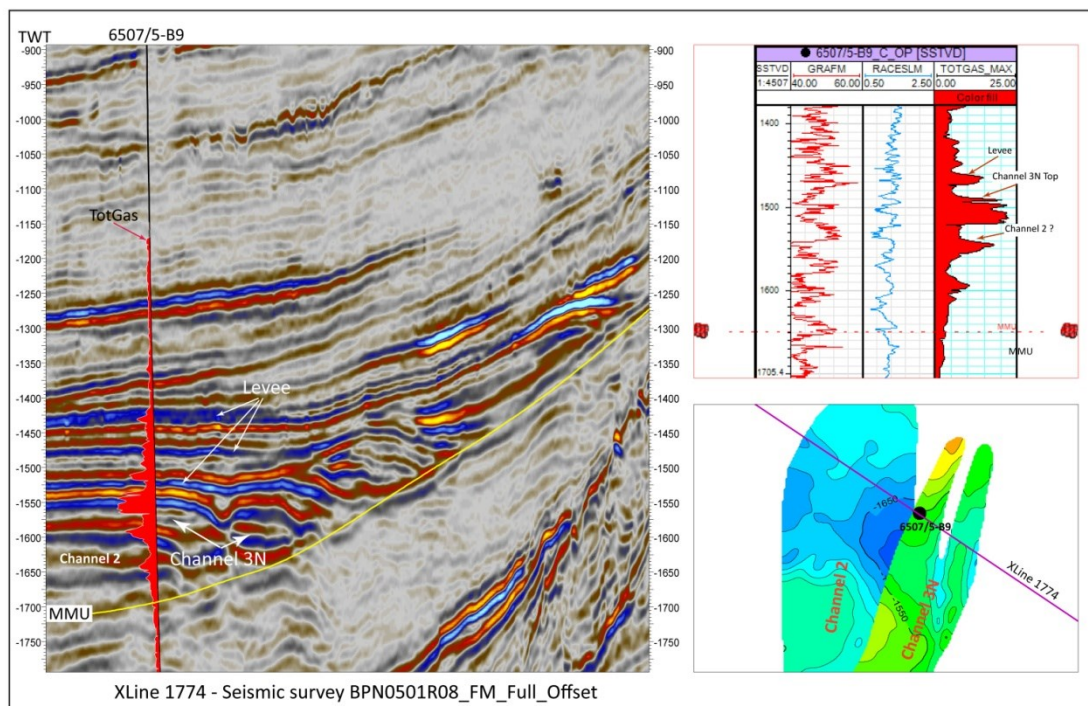 TWT
6507/5-B9
-900
-950
-1000
-1050
-1100
-1150
-1200
-1250
-1300
-1350
-1400
-1450
-1500
-1550
-1600
-1650
-1700
-1750
TotGas
Levee
Channel 3N
Channel 2
MMU
-900
-950
-1000
-1050
-1100
-1150
-1200
-1250
-1300
-1350
-1400
-1450
-1500
-1550
-1600
-1650
-1700
-1750
XLine 1774 - Seismic survey BPN0501R08_FM_Full_Offset
6507/5-B9_C_OP [SSTVD]
SSTVD GRAFM RACESLM TOTGAS_MAX
1:4507 40.00 60.00 0.50 2.50 0.00 25.00
Color fill
1400
Levee
Channel 3N Top
1500
Channel 2 ?
1600
MMU
MMU
1705.4
-1650
6507/5-B9
XLine 1774
Channel 2
Channel 3N
-1550